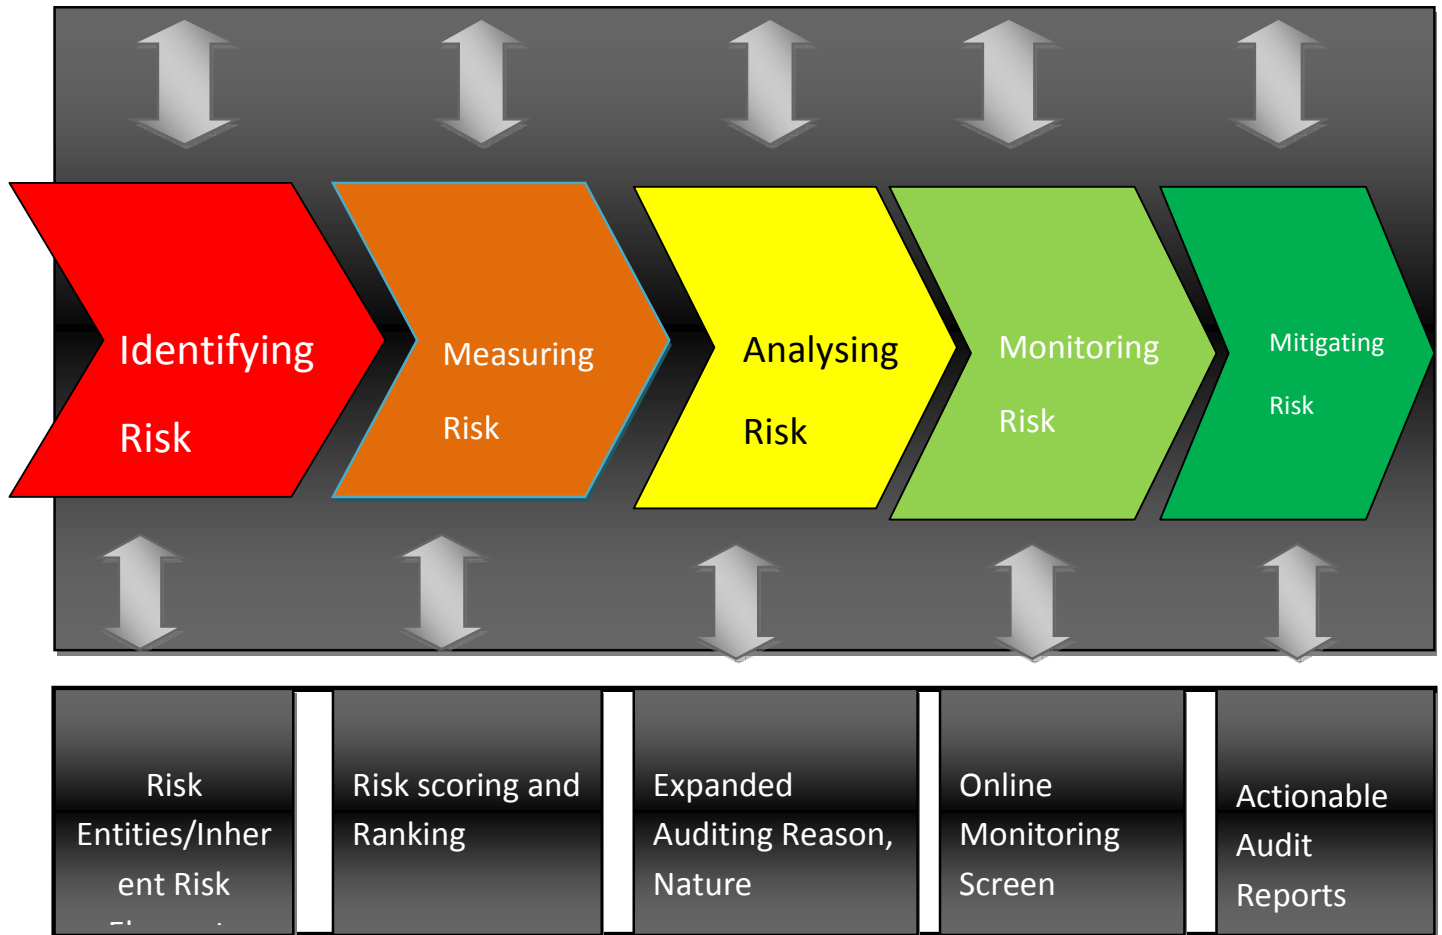 Identifying
Risk
Measuring
Risk
Analysing
Risk
Monitoring
Risk
Mitigating
Risk
Risk
Entities/Inher
ent Risk
Risk scoring and
Ranking
Expanded
Auditing Reason,
Nature
Online
Monitoring
Screen
Actionable
Audit
Reports